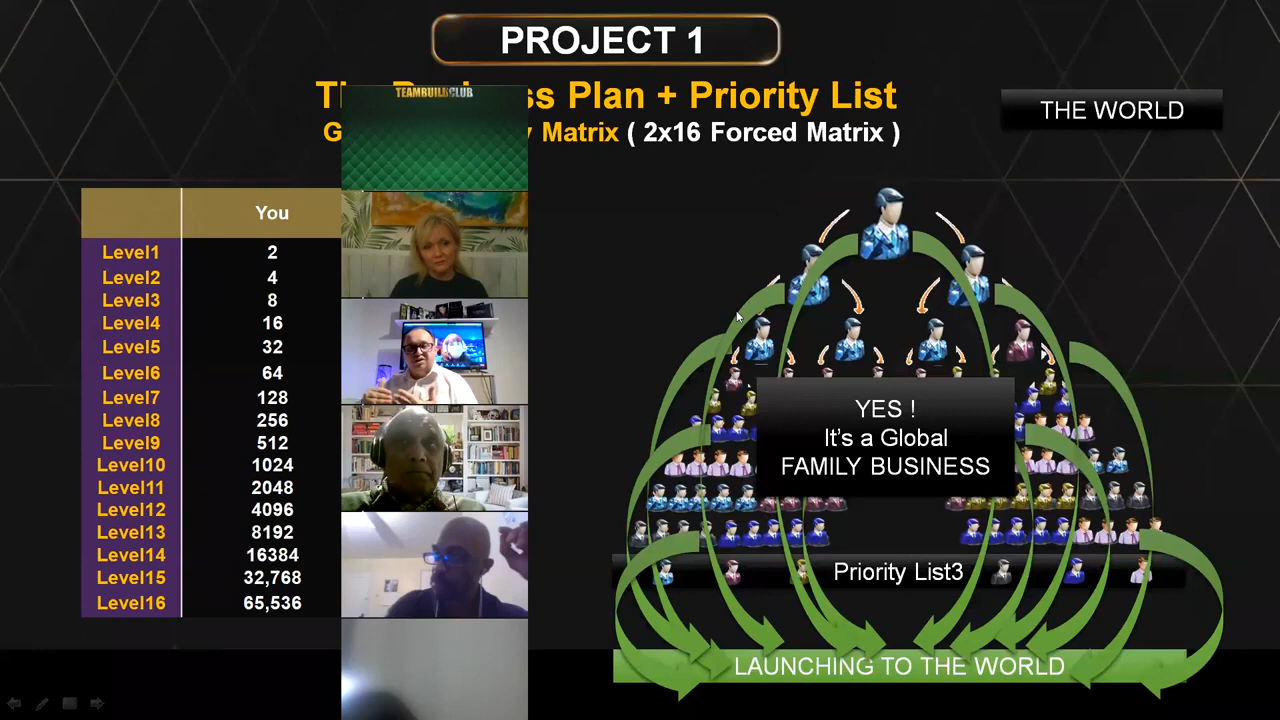 PROJECT 1
ss Plan + Priority List
Matrix ( 2x16 Forced Matrix )
THE WORLD
TEAMBUILDCLUB
You
Level1 2
Level2 4
Level3 8
Level4 16
Level5 32
Level6 64
Level7 128
Level8 256
Level9 512
Level10 1024
Level11 2048
Level12 4096
Level13 8192
Level14 16384
Level15 32,768
Level16 65,536
YES !
It's a Global
FAMILY BUSINESS
Priority List3
LAUNCHING TO THE WORLD